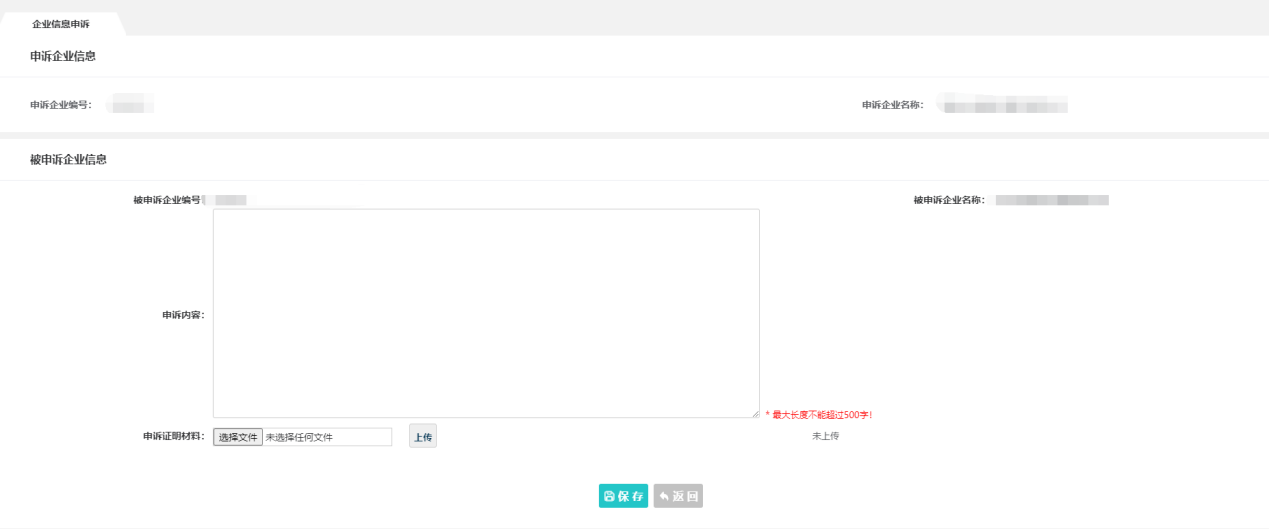 企业信息申诉
申诉企业信息
申诉企业编号： 申诉企业名称：
被申诉企业信息
被申诉企业编号 被申诉企业名称：
申诉内容：
* 最大长度不能超过500字!
申诉证明材料： 选择文件 未选择任何文件 上传 未上传
保存 返回